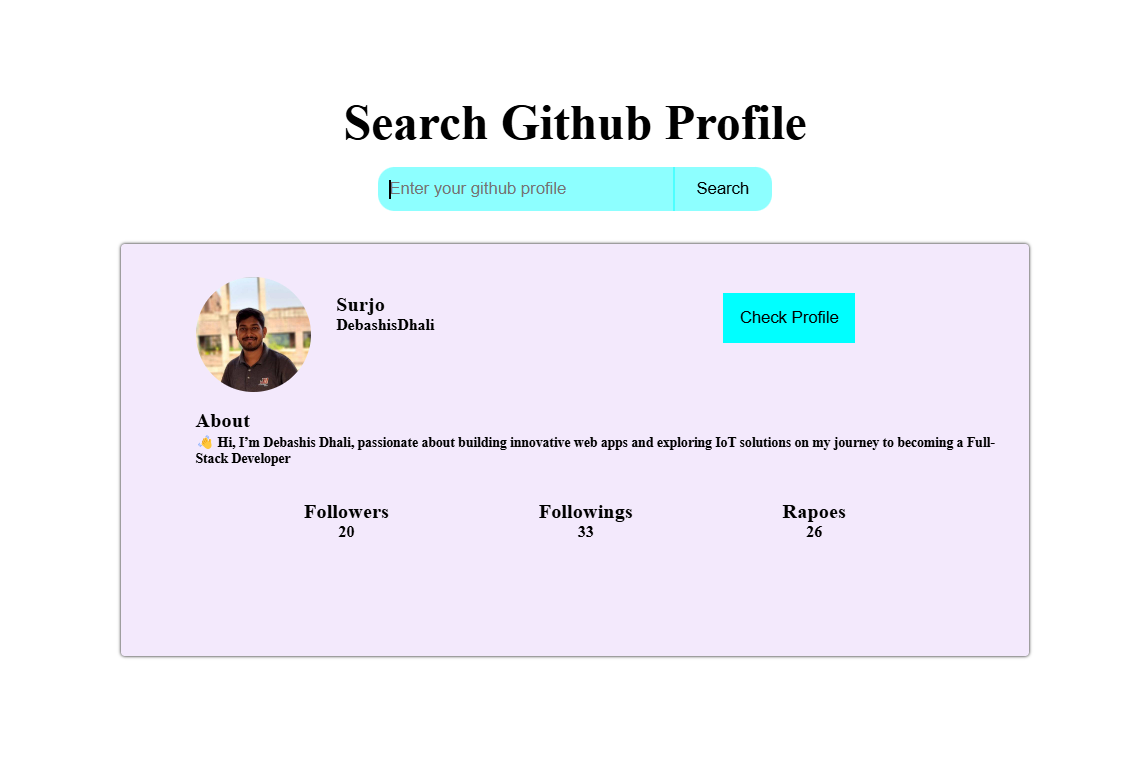 Search Github Profile
Enter your github profile
Search
Surjo
DebashisDhali
Check Profile
About
👋 Hi, I’m Debashis Dhali, passionate about building innovative web apps and exploring IoT solutions on my journey to becoming a Full-
Stack Developer
Followers
20
Followings
33
Rapoes
26